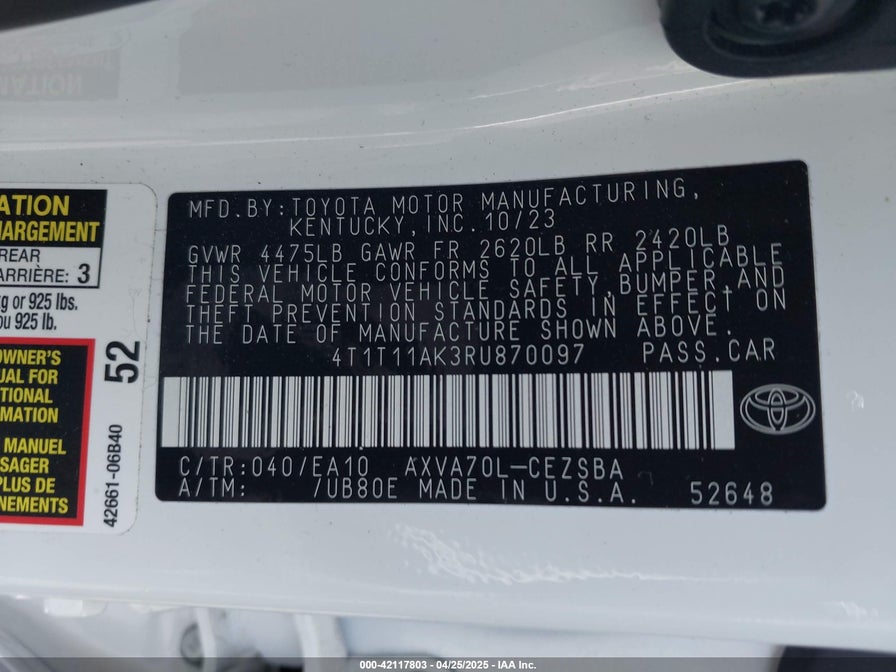 ATION
HARGEMENT
REAR
ARRIÈRE: 3
kg or 925 lbs.
ou 925 lb.
OWNER'S
UAL FOR
TIONAL
RMATION
MANUEL
SAGER
PLUS DE
NEMENTS
52
42661-06B40
MFD.BY:TOYOTA MOTOR MANUFACTURING,
KENTUCKY,INC.10/23
GVWR 4475LB GAWR FR 2620LB RR 2420LB
THIS VEHICLE CONFORMS TO ALL APPLICABLE
FEDERAL MOTOR VEHICLE SAFETY,BUMPER,AND
THEFT PREVENTION STANDARDS IN EFFECT ON
THE DATE OF MANUFACTURE SHOWN ABOVE.
4T1T11AK3RU870097 PASS.CAR
C/TR:040/EA10 AXVA70L-CEZSBA
A/TM: /UB80E MADE IN U.S.A. 52648
000-42117803 - 04/25/2025 - IAA Inc.